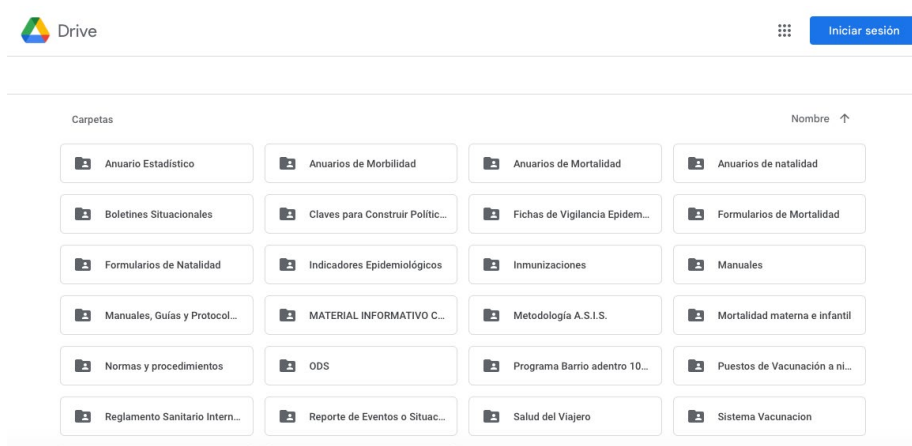 Drive
Iniciar sesión
Carpetas
Nombre
Anuario Estadístico
Anuarios de Morbilidad
Anuarios de Mortalidad
Anuarios de natalidad
Boletines Situacionales
Claves para Construir Polític...
Fichas de Vigilancia Epidem...
Formularios de Mortalidad
Formularios de Natalidad
Indicadores Epidemiológicos
Inmunizaciones
Manuales
Manuales, Guías y Protocol...
MATERIAL INFORMATIVO C...
Metodología A.S.I.S.
Mortalidad materna e infantil
Normas y procedimientos
ODS
Programa Barrio adentro 10...
Puestos de Vacunación a ni...
Reglamento Sanitario Intern...
Reporte de Eventos o Situac...
Salud del Viajero
Sistema Vacunacion